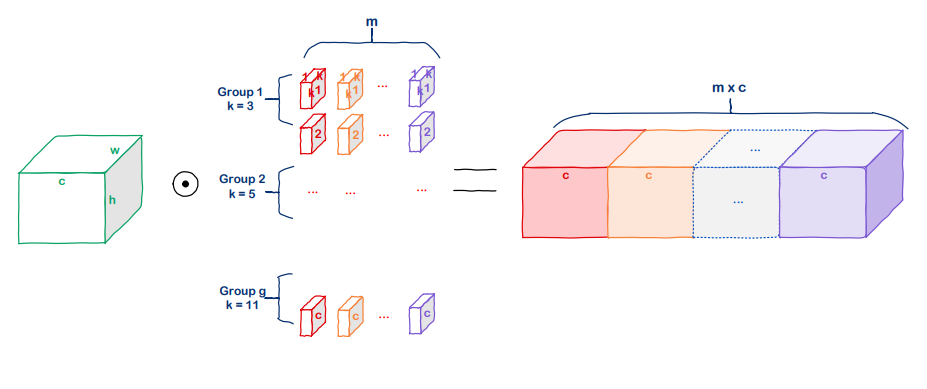 m
Group 1
k = 3
1 k
k 1
1 k
k 1
...
1 k
k 1
2
2
...
2
m x c
w
c
h
Group 2
k = 5
...
...
...
c
c
...
...
c
Group g
k = 11
c
c
...
c